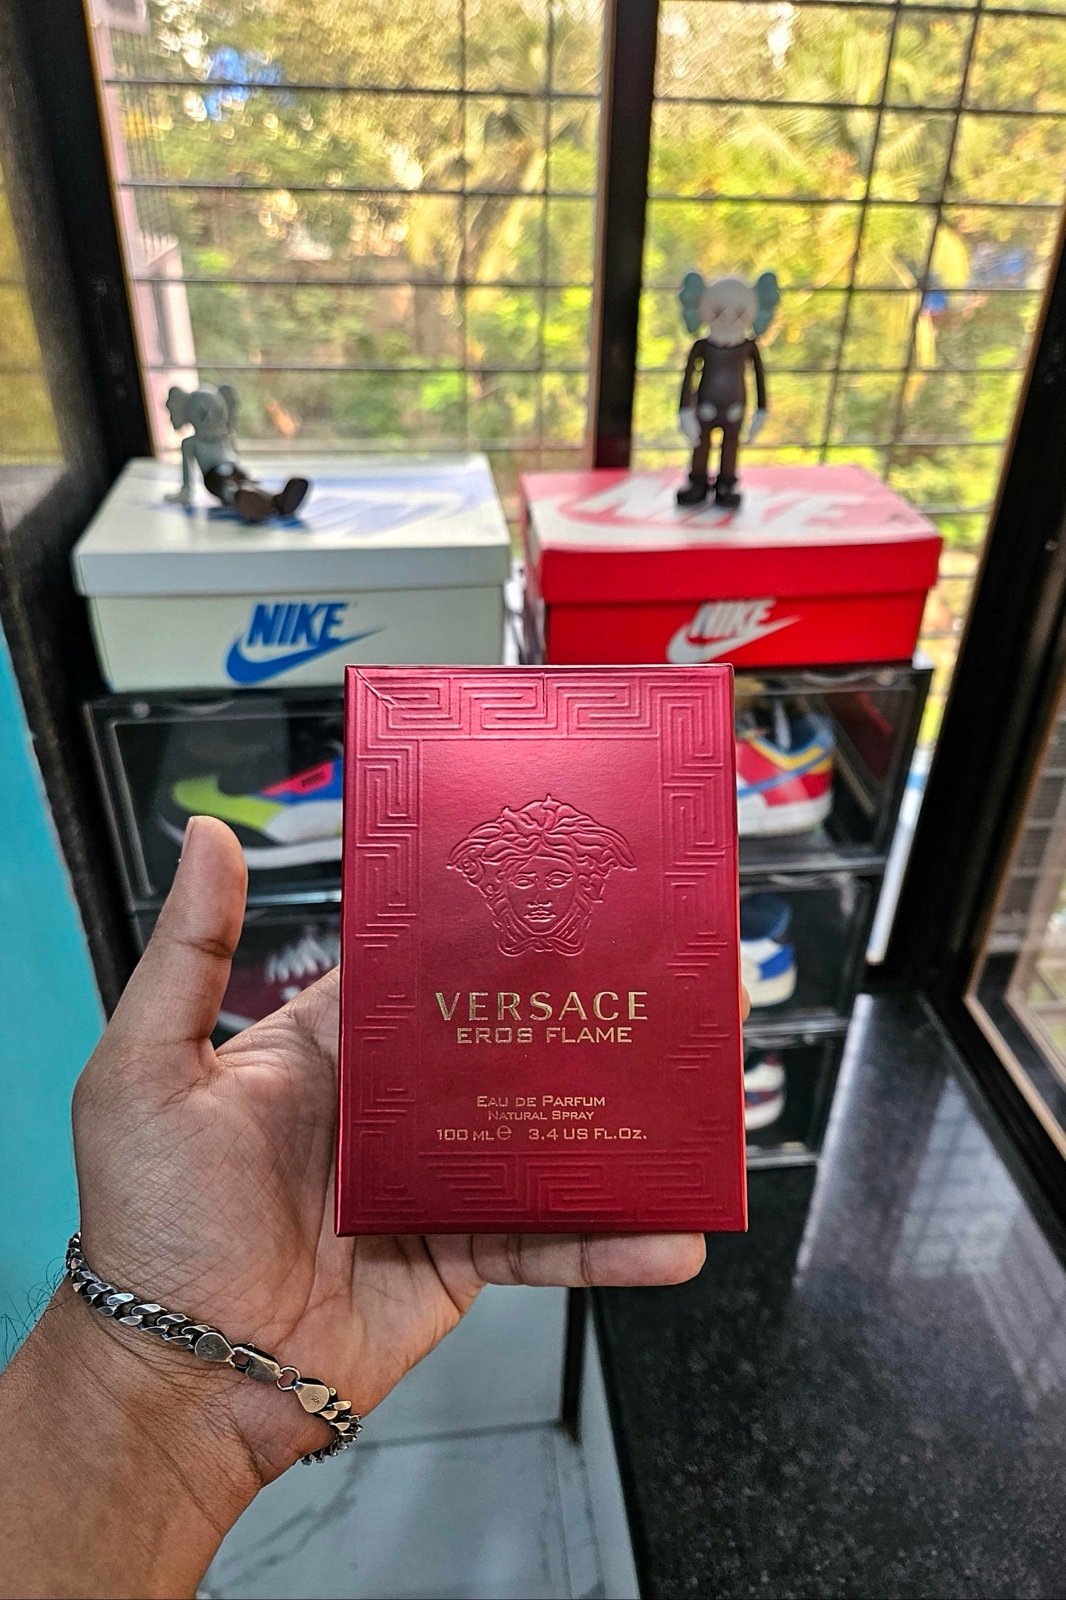 NIKE
NIKE
NIKE
VERSACE
EROS FLAME
EAU DE PARFUM
NATURAL SPRAY
100 ML e 3.4 US FL.OZ.